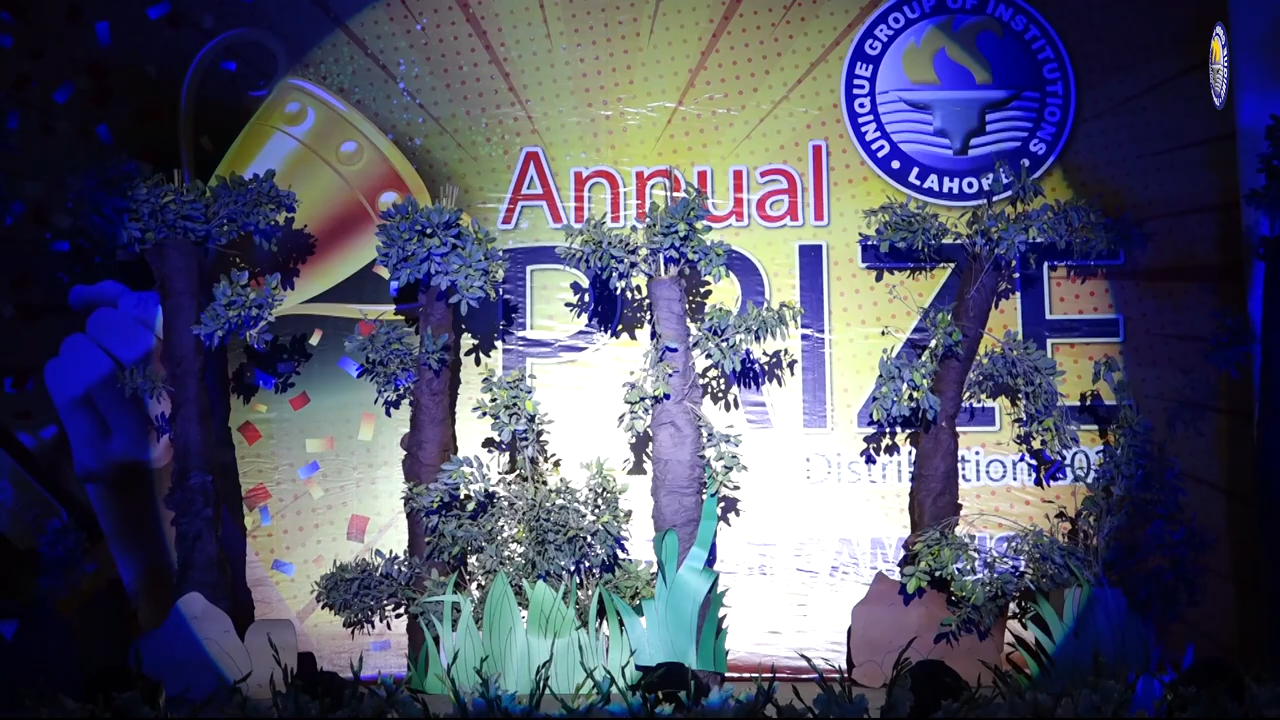 UNIQUE GROUP OF INSTITUTIONS
• LAHORE •
Annual
PRIZE
Distribution